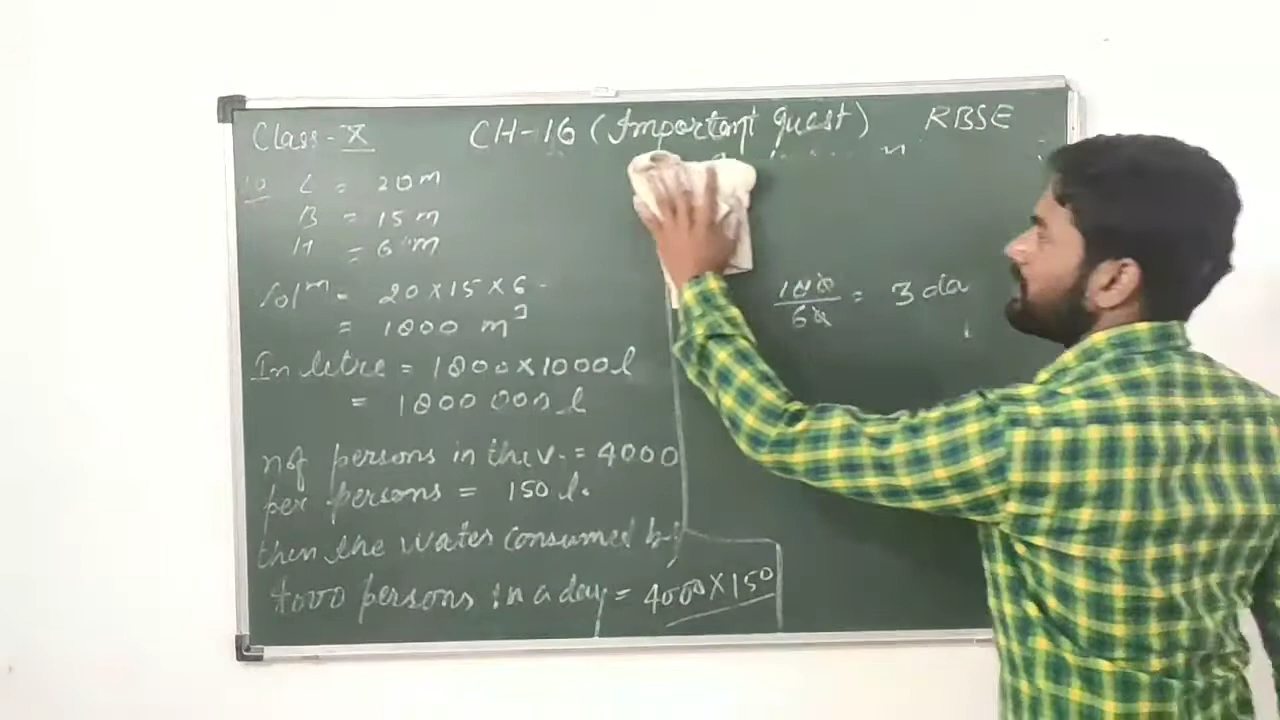 Class-X CH-16 (Important quest) RBSE
10 L = 20 m
B = 15 m
H = 6 m
= 20 × 15 × 6
= 1800 m³
In litre = 1800×1000 l
= 1800 000 l
n of persons in the v. = 4000
per persons = 150 l.
then the water consumed by
4000 persons in a day = 4000×150
180/60 = 3 da